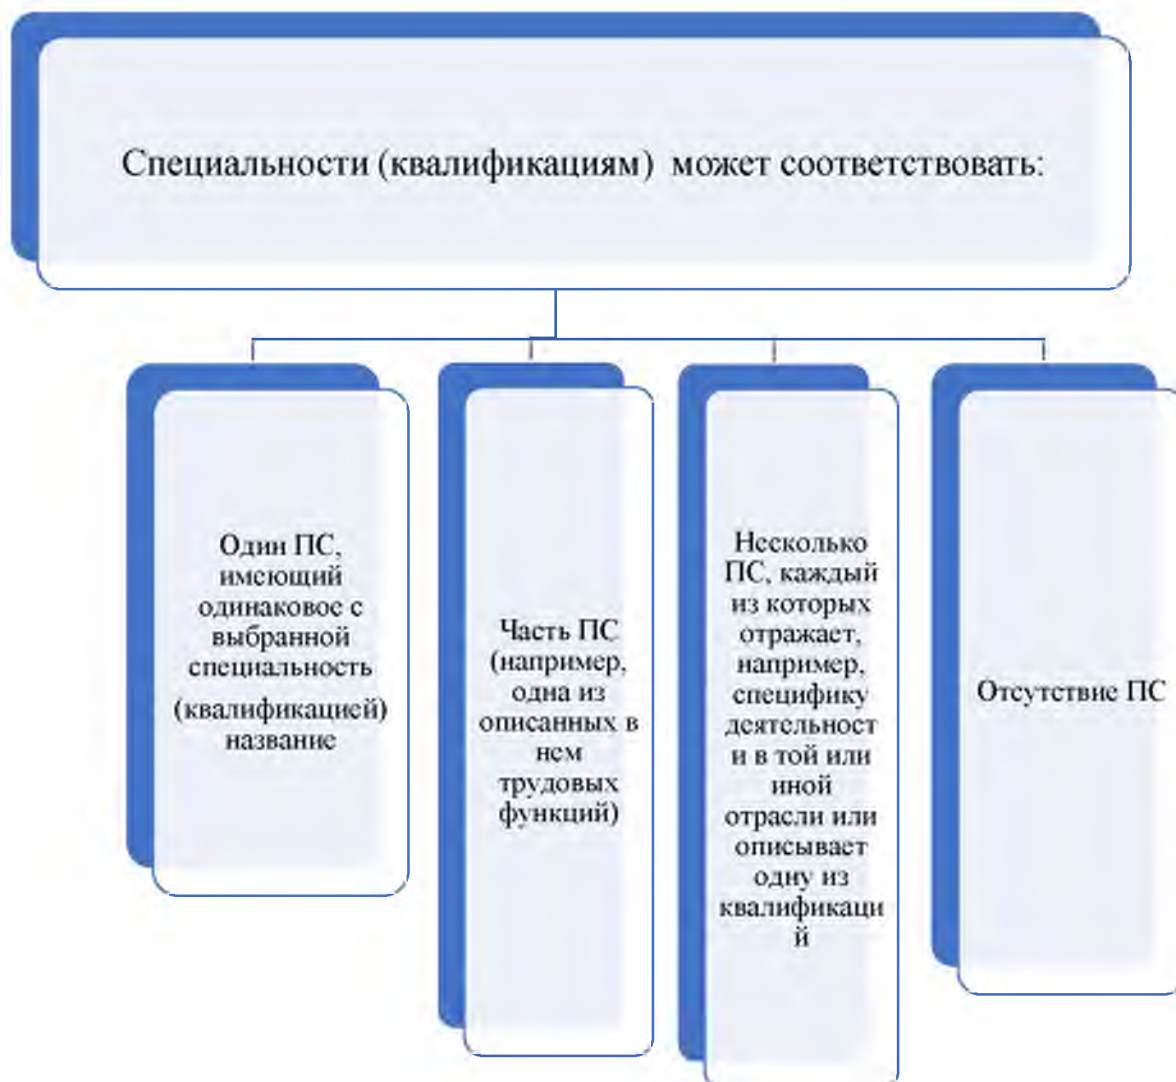 Специальности (квалификациям) может соответствовать:
Один ПС,
имеющий
одинаковое с
выбранной
специальность
(квалификацией)
название
Часть ПС
(например,
одна из
описанных в
нем
трудовых
функций)
Несколько
ПС, каждый
из которых
отражает,
например,
специфику
деятельност
и в той или
иной
отрасли или
описывает
одну из
квалификаци
й
Отсутствие ПС